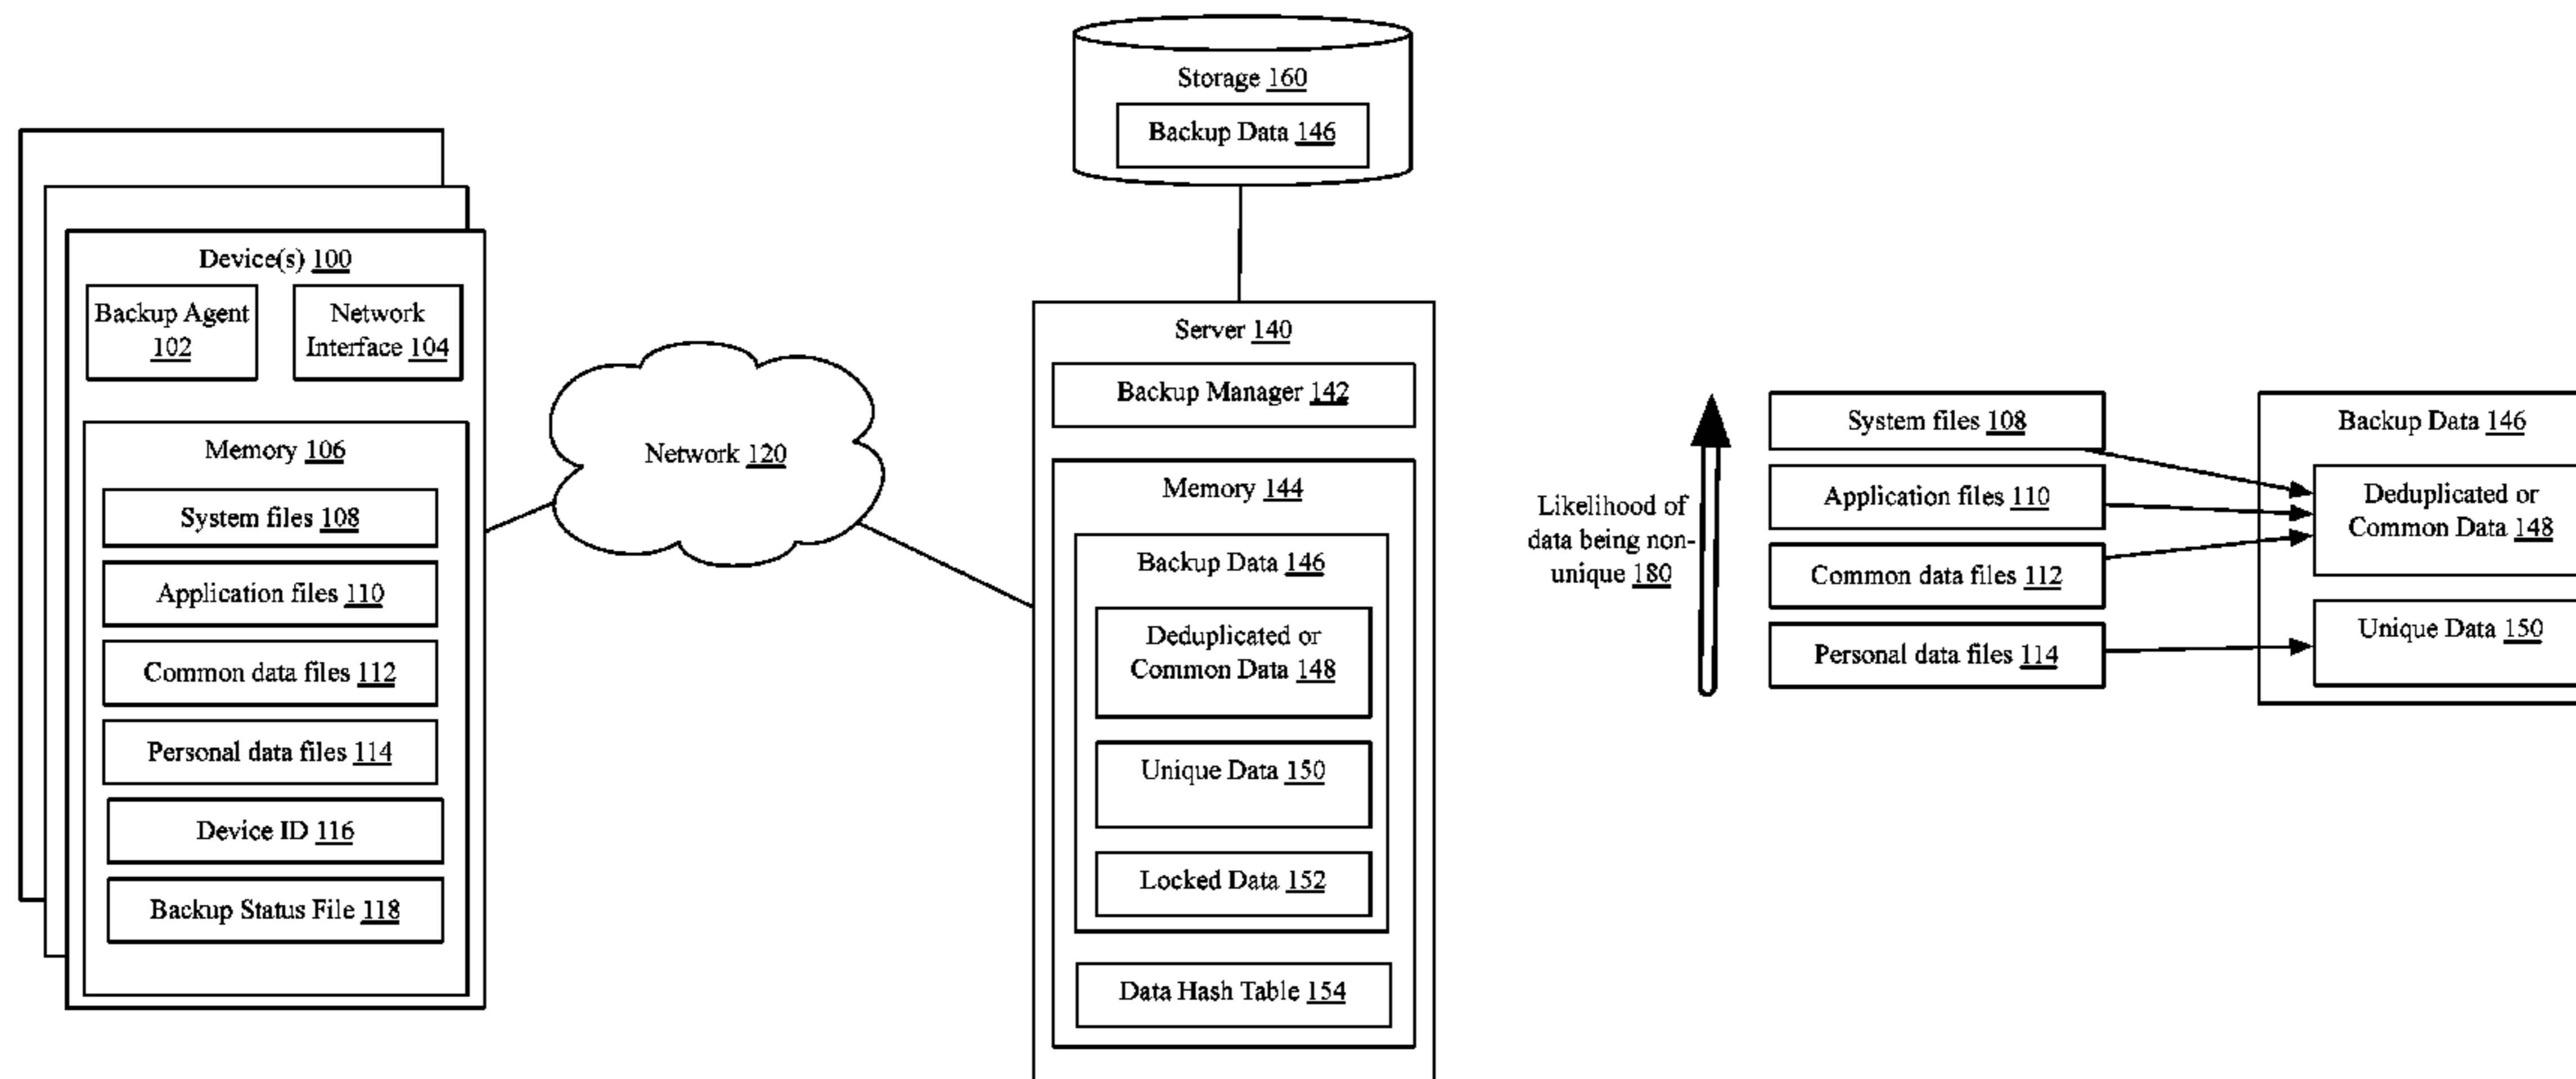 Device(s) 100
Backup Agent
102
Network
Interface 104
Memory 106
System files 108
Application files 110
Common data files 112
Personal data files 114
Device ID 116
Backup Status File 118
Network 120
Storage 160
Backup Data 146
Server 140
Backup Manager 142
Memory 144
Backup Data 146
Deduplicated or
Common Data 148
Unique Data 150
Locked Data 152
Data Hash Table 154
Likelihood of
data being non-
unique 180
System files 108
Application files 110
Common data files 112
Personal data files 114
Backup Data 146
Deduplicated or
Common Data 148
Unique Data 150